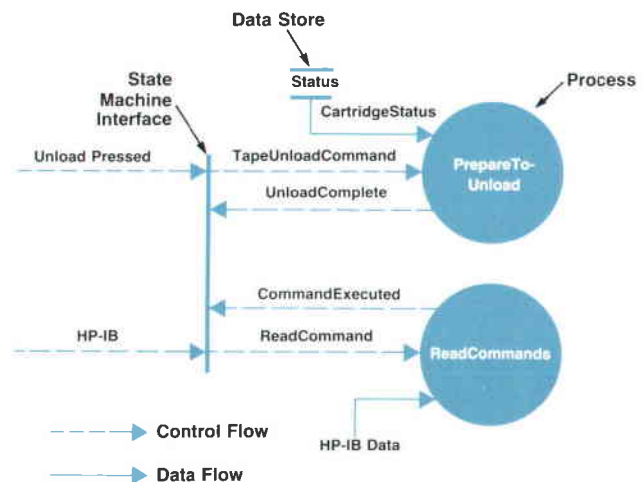 Data Store
State
Machine
Interface
Status
Process
CartridgeStatus
Unload Pressed
TapeUnloadCommand
PrepareTo-
Unload
UnloadComplete
CommandExecuted
HP-IB
ReadCommand
ReadCommands
HP-IB Data
Control Flow
Data Flow